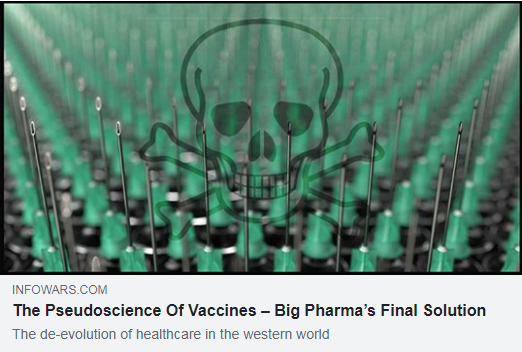 INFOWARS.COM
The Pseudoscience Of Vaccines – Big Pharma’s Final Solution
The de-evolution of healthcare in the western world